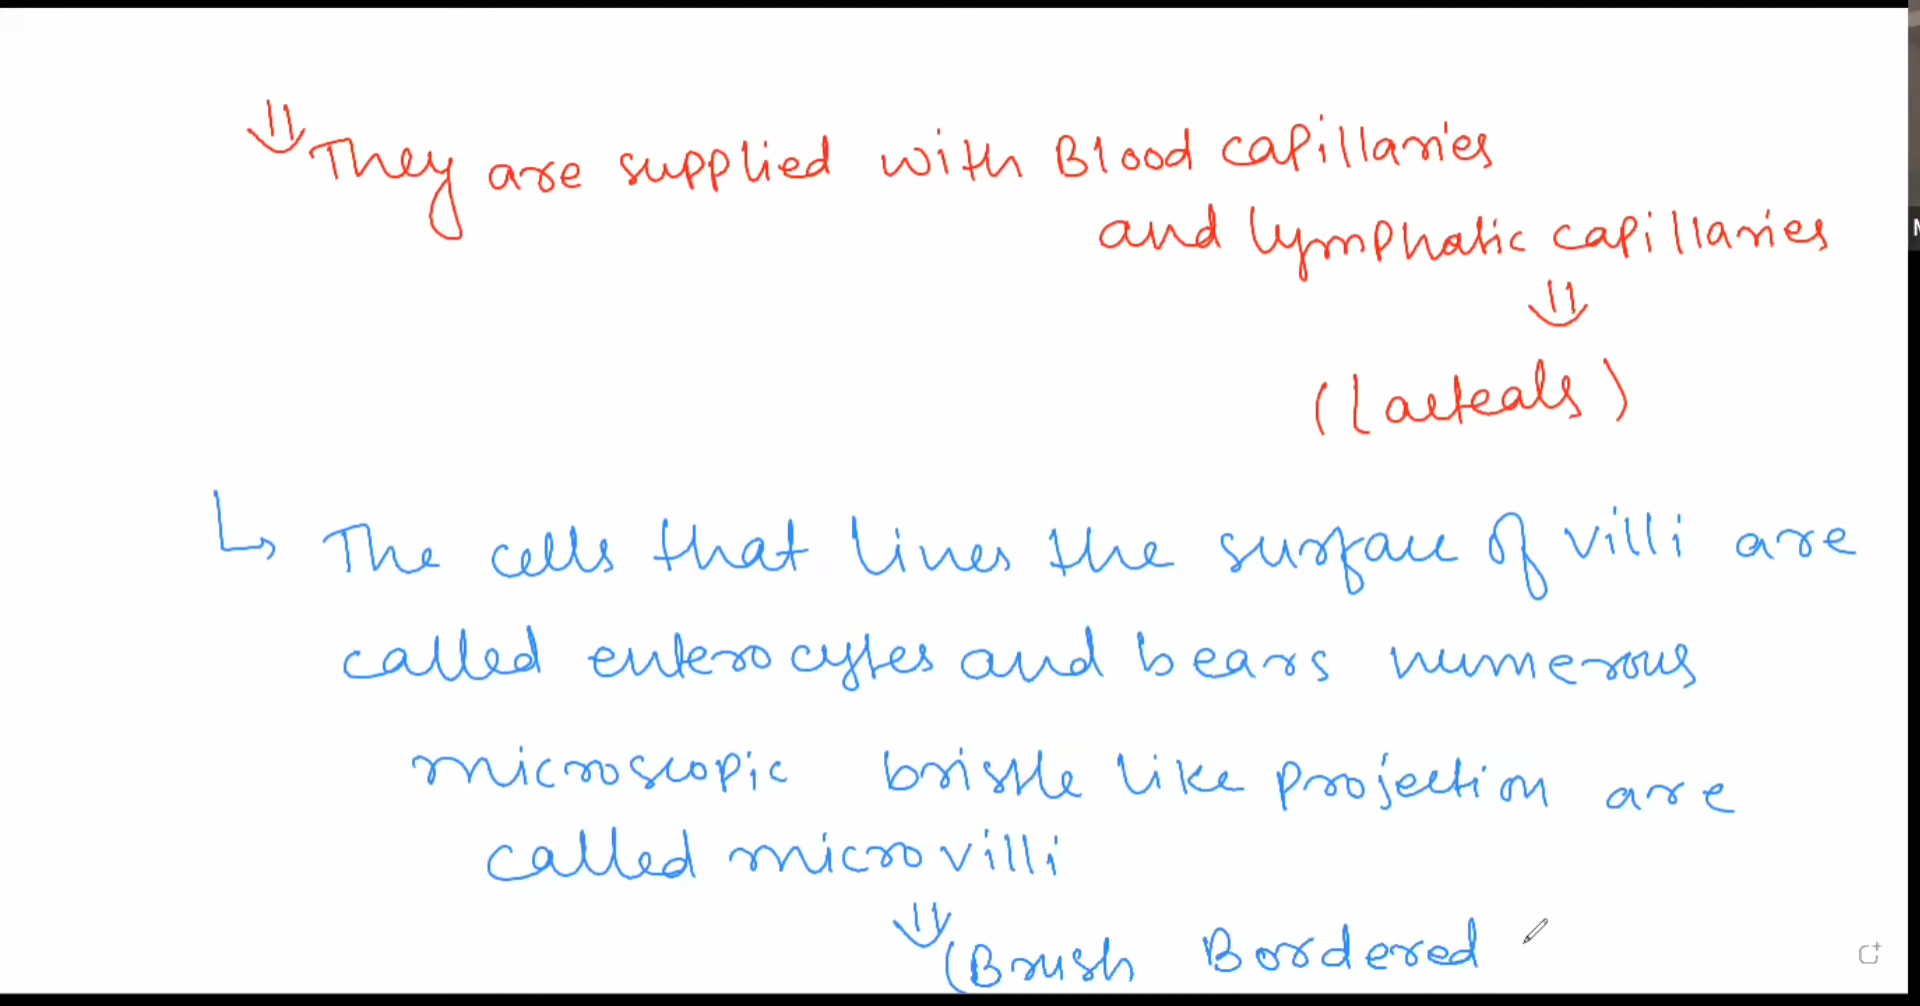 They are supplied with Blood capillaries
and lymphatic capillaries
(Lacteals)
The cells that lines the surface of villi are
called enterocytes and bears numerous
microscopic bristle like projection are
called microvilli
(Brush Bordered